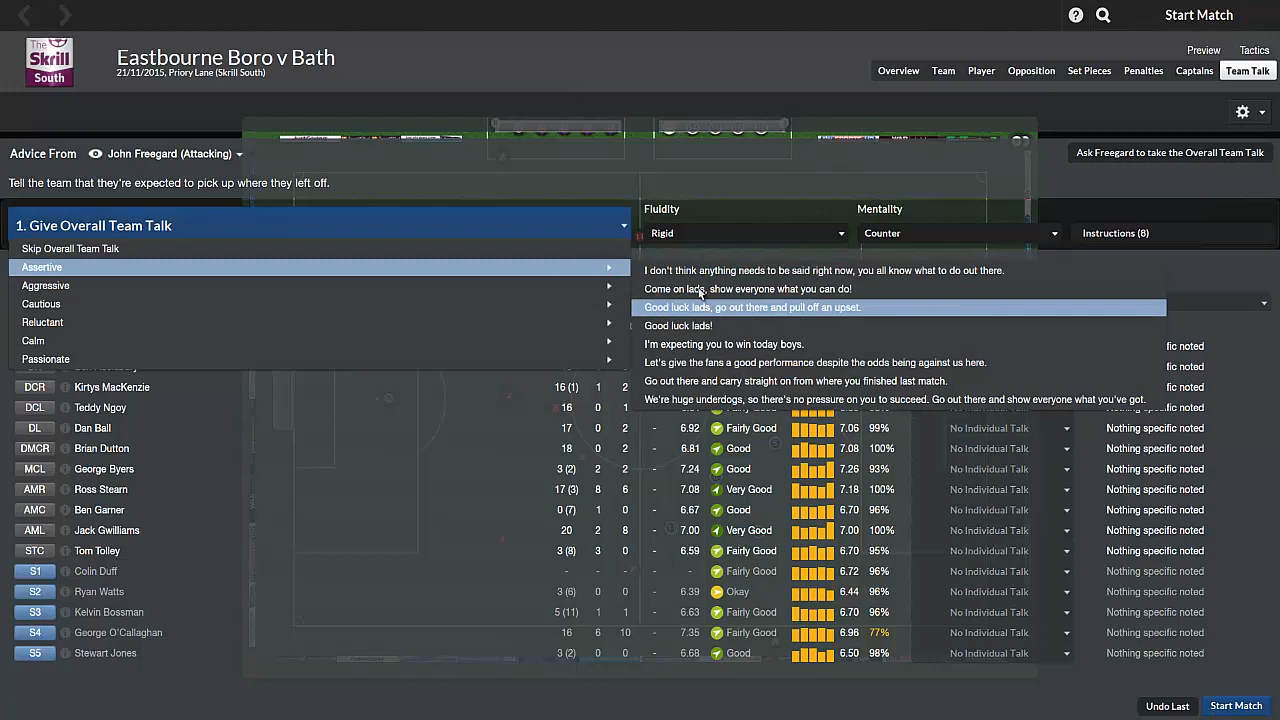 Start Match
The Skrill South
Eastbourne Boro v Bath
21/11/2015, Priory Lane (Skrill South)
Preview Tactics
Overview Team Player Opposition Set Pieces Penalties Captains Team Talk
Advice From John Freegard (Attacking)
Ask Freegard to take the Overall Team Talk
Tell the team that they're expected to pick up where they left off.
Fluidity Mentality
1. Give Overall Team Talk
Rigid Counter Instructions (6)
Skip Overall Team Talk
Assertive
Aggressive
Cautious
Reluctant
Calm
Passionate
I don't think anything needs to be said right now, you all know what to do out there.
Come on lads, show everyone what you can do!
Good luck lads, go out there and pull off an upset.
Good luck lads!
I'm expecting you to win today boys.
Let's give the fans a good performance despite the odds being against us here.
Go out there and carry straight on from where you finished last match.
We're huge underdogs, so there's no pressure on you to succeed. Go out there and show everyone what you've got.
fic noted
fic noted
DCR Kirtys MacKenzie 16 (1) 1 2 fic noted
DCL Teddy Ngoy 16 0 1 No Individual Talk Nothing specific noted
DL Dan Ball 17 0 2 - 6.92 Fairly Good 7.06 99% No Individual Talk Nothing specific noted
DMCR Brian Dutton 18 0 0 - 6.81 Good 7.08 100% No Individual Talk Nothing specific noted
MCL George Byers 3 (2) 2 2 - 7.24 Good 7.26 93% No Individual Talk Nothing specific noted
AMR Ross Stearn 17 (3) 8 6 - 7.08 Very Good 7.18 100% No Individual Talk Nothing specific noted
AMC Ben Garner 0 (7) 1 0 - 6.67 Good 6.70 96% No Individual Talk Nothing specific noted
AML Jack Gwilliams 20 2 8 - 7.00 Very Good 7.00 100% No Individual Talk Nothing specific noted
STC Tom Tolley 3 (8) 3 0 - 6.59 Fairly Good 6.70 95% No Individual Talk Nothing specific noted
S1 Colin Duff - - - - - Fairly Good 6.72 96% No Individual Talk Nothing specific noted
S2 Ryan Watts 3 (6) 0 0 - 6.39 Okay 6.44 96% No Individual Talk Nothing specific noted
S3 Kelvin Bossman 5 (11) 1 1 - 6.63 Fairly Good 6.70 96% No Individual Talk Nothing specific noted
S4 George O'Callaghan 16 6 10 - 7.35 Fairly Good 6.96 77% No Individual Talk Nothing specific noted
S5 Stewart Jones 3 (2) 0 0 - 6.68 Good 6.50 98% No Individual Talk Nothing specific noted
Undo Last Start Match